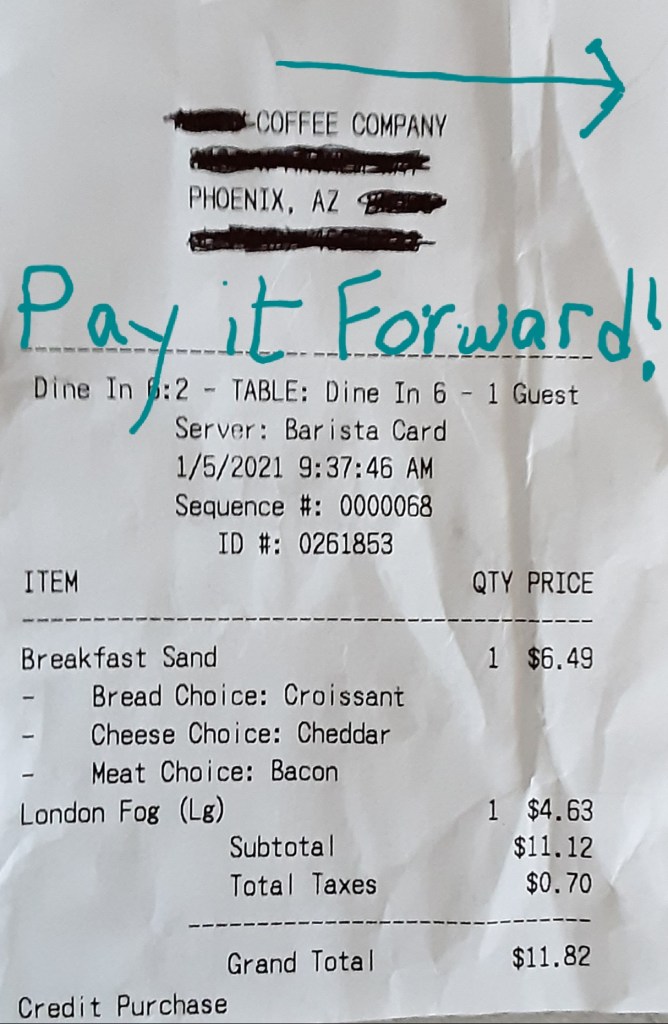 COFFEE COMPANY
PHOENIX, AZ
Pay it Forward!
Dine In 6:2 - TABLE: Dine In 6 - 1 Guest
Server: Barista Card
1/5/2021 9:37:46 AM
Sequence #: 0000068
ID #: 0261853
ITEM QTY PRICE
Breakfast Sand 1 $6.49
- Bread Choice: Croissant
- Cheese Choice: Cheddar
- Meat Choice: Bacon
London Fog (Lg) 1 $4.63
Subtotal $11.12
Total Taxes $0.70
Grand Total $11.82
Credit Purchase